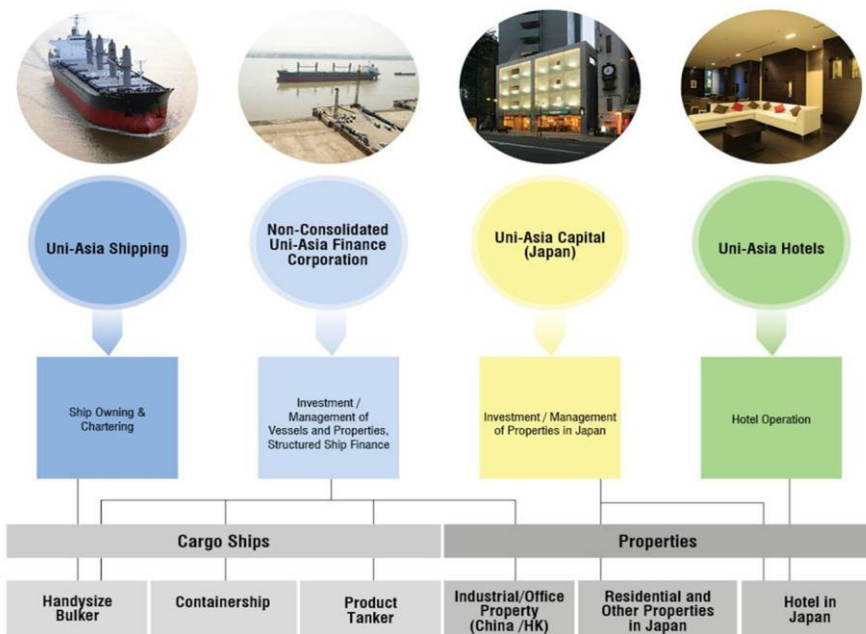 Uni-Asia Shipping
Non-Consolidated
Uni-Asia Finance
Corporation
Uni-Asia Capital
(Japan)
Uni-Asia Hotels
Ship Owning &
Chartering
Investment /
Management of
Vessels and Properties,
Structured Ship Finance
Investment / Management
of Properties in Japan
Hotel Operation
Cargo Ships
Properties
Handysize
Bulker
Containership
Product
Tanker
Industrial/Office
Property
(China /HK)
Residential and
Other Properties
in Japan
Hotel in
Japan